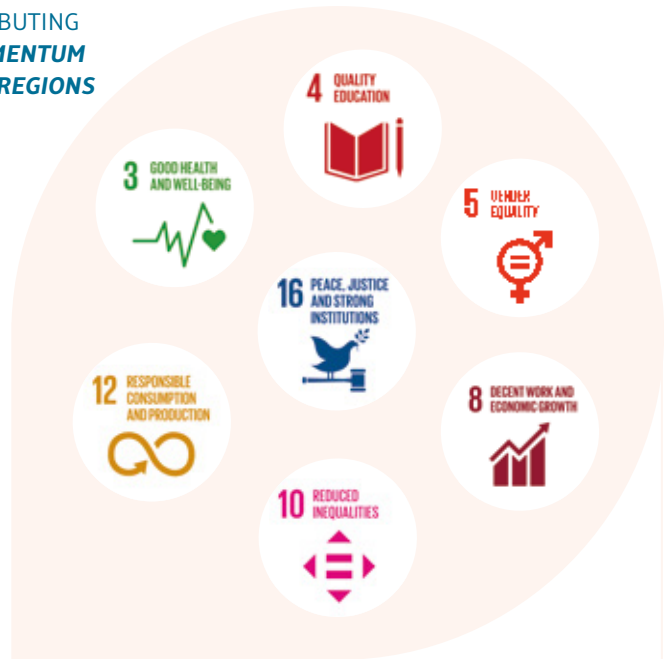 BUTING
MENTUM
REGIONS
4 QUALITY
EDUCATION
3 GOOD HEALTH
AND WELL-BEING
5 GENDER
EQUALITY
16 PEACE, JUSTICE
AND STRONG
INSTITUTIONS
12 RESPONSIBLE
CONSUMPTION
AND PRODUCTION
8 DECENT WORK AND
ECONOMIC GROWTH
10 REDUCED
INEQUALITIES